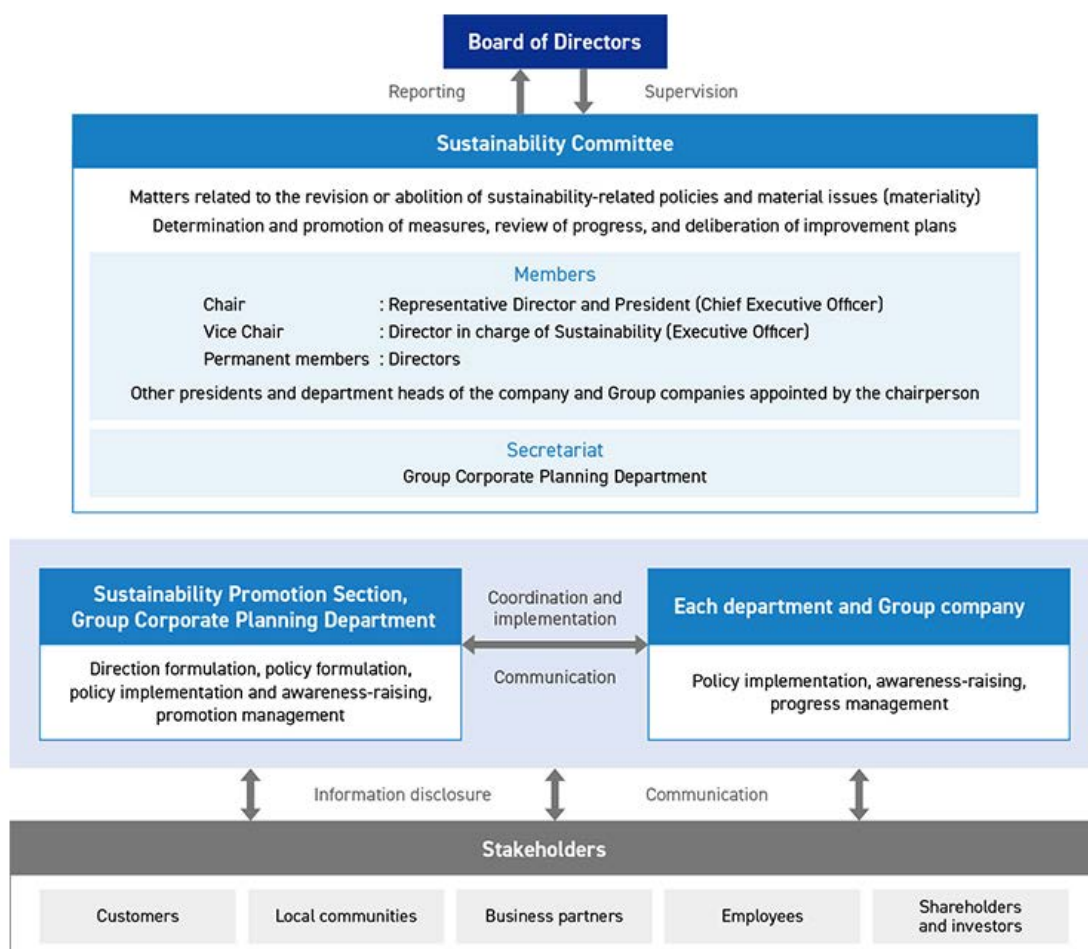 Board of Directors
Reporting
Supervision
Sustainability Committee
Matters related to the revision or abolition of sustainability-related policies and material issues (materiality)
Determination and promotion of measures, review of progress, and deliberation of improvement plans
Members
Chair : Representative Director and President (Chief Executive Officer)
Vice Chair : Director in charge of Sustainability (Executive Officer)
Permanent members : Directors
Other presidents and department heads of the company and Group companies appointed by the chairperson
Secretariat
Group Corporate Planning Department
Sustainability Promotion Section,
Group Corporate Planning Department
Direction formulation, policy formulation,
policy implementation and awareness-raising,
promotion management
Coordination and
implementation
Communication
Each department and Group company
Policy implementation, awareness-raising,
progress management
Information disclosure
Communication
Stakeholders
Customers
Local communities
Business partners
Employees
Shareholders
and investors